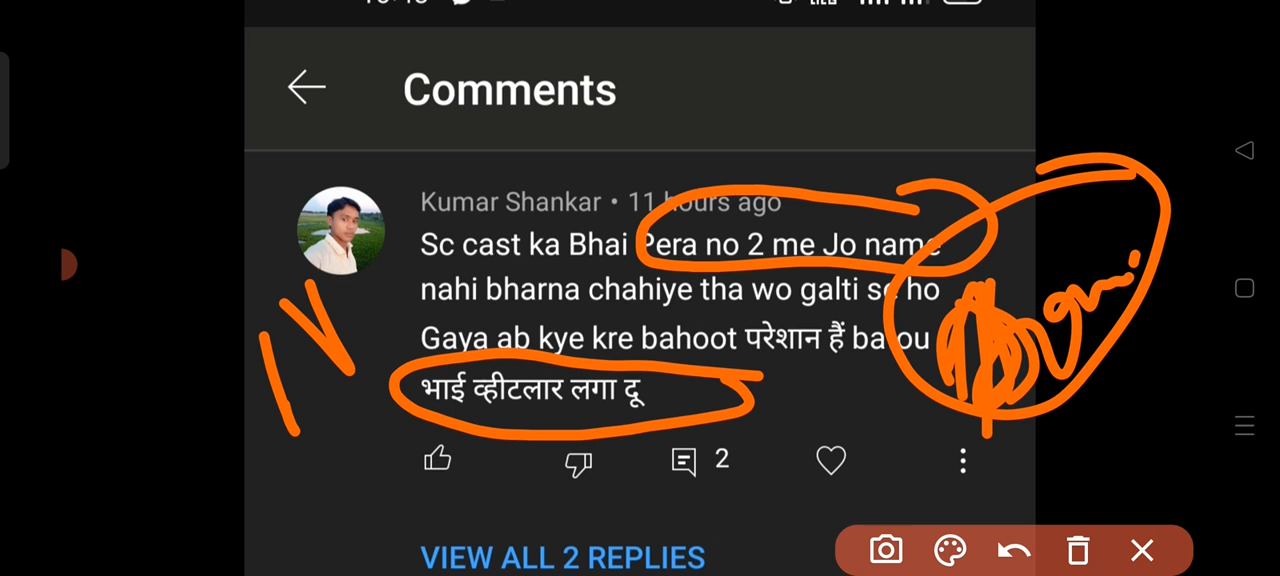 Comments
Kumar Shankar • 11 hours ago
Sc cast ka Bhai Pera no 2 me Jo name
nahi bharna chahiye tha wo galti se ho
Gaya ab kye kre bahoot परेशान हैं batou
भाई व्हीटलार लगा दू
2
VIEW ALL 2 REPLIES